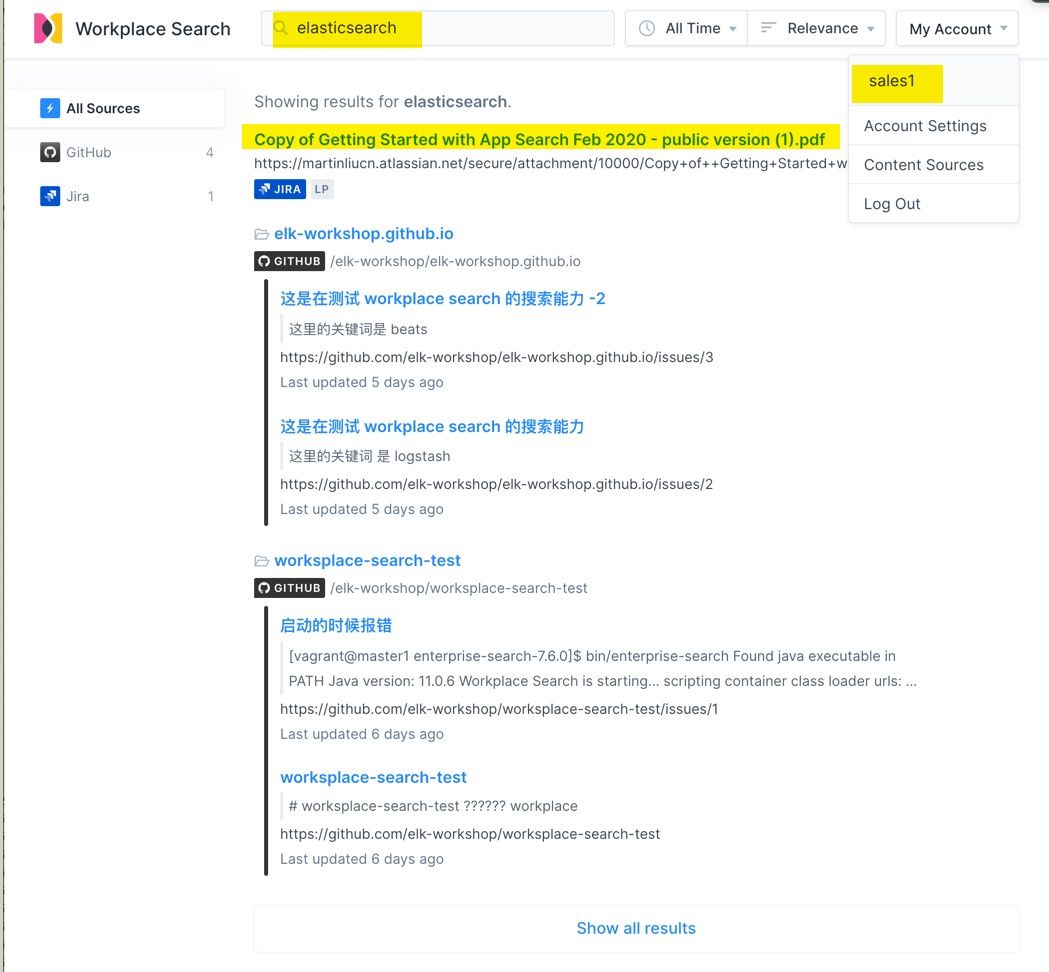 Workplace Search
elasticsearch
All Time
Relevance
My Account
sales1
Account Settings
Content Sources
Log Out
All Sources
GitHub 4
Jira 1
Showing results for elasticsearch.
Copy of Getting Started with App Search Feb 2020 - public version (1).pdf
https://martinliucn.atlassian.net/secure/attachment/10000/Copy+of++Getting+Started+w
JIRA LP
elk-workshop.github.io
GITHUB /elk-workshop/elk-workshop.github.io
这是在测试 workplace search 的搜索能力 -2
这里的关键词是 beats
https://github.com/elk-workshop/elk-workshop.github.io/issues/3
Last updated 5 days ago
这是在测试 workplace search 的搜索能力
这里的关键词 是 logstash
https://github.com/elk-workshop/elk-workshop.github.io/issues/2
Last updated 5 days ago
worksplace-search-test
GITHUB /elk-workshop/worksplace-search-test
启动的时候报错
[vagrant@master1 enterprise-search-7.6.0]$ bin/enterprise-search Found java executable in
PATH Java version: 11.0.6 Workplace Search is starting... scripting container class loader urls: ...
https://github.com/elk-workshop/worksplace-search-test/issues/1
Last updated 6 days ago
worksplace-search-test
# worksplace-search-test ?????? workplace
https://github.com/elk-workshop/worksplace-search-test
Last updated 6 days ago
Show all results